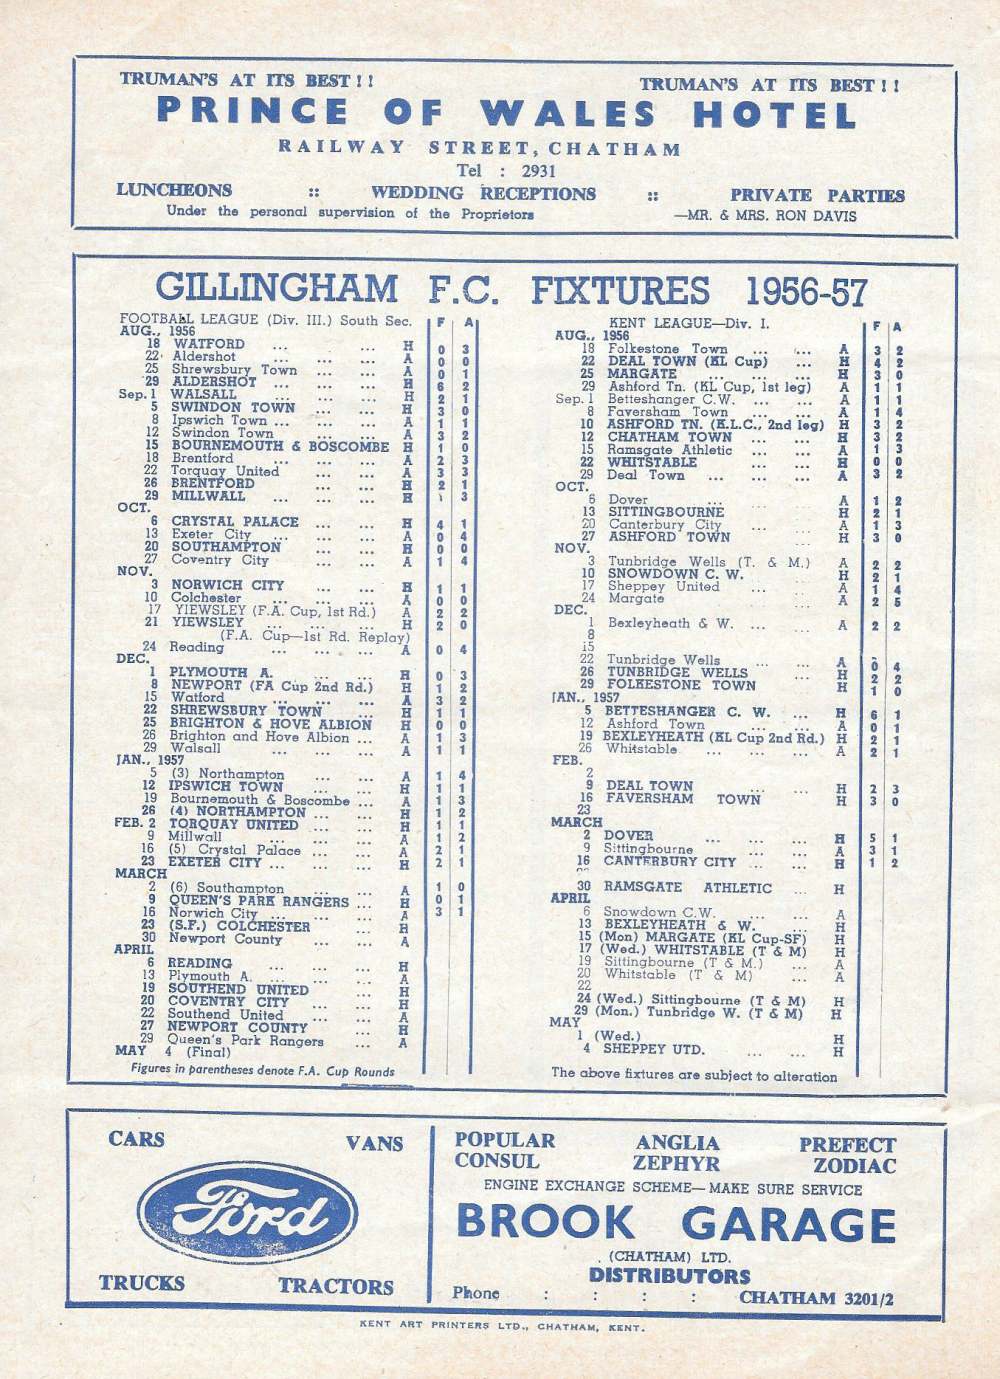 TRUMAN'S AT ITS BEST!! TRUMAN'S AT ITS BEST!!
PRINCE OF WALES HOTEL
RAILWAY STREET, CHATHAM
Tel : 2931
LUNCHEONS :: WEDDING RECEPTIONS :: PRIVATE PARTIES
Under the personal supervision of the Proprietors —MR. & MRS. RON DAVIS
GILLINGHAM F.C. FIXTURES 1956-57
FOOTBALL LEAGUE (Div. III.) South Sec. F A
AUG., 1956
18 WATFORD ... ... H 0 3
22 Aldershot ... ... A 0 0
25 Shrewsbury Town ... A 0 1
29 ALDERSHOT ... ... H 6 2
Sep. 1 WALSALL ... ... H 2 1
5 SWINDON TOWN ... H 3 0
8 Ipswich Town ... ... A 1 1
12 Swindon Town ... A 3 2
15 BOURNEMOUTH & BOSCOMBE H 1 0
18 Brentford ... ... A 2 3
22 Torquay United ... A 3 3
26 BRENTFORD ... ... H 2 1
29 MILLWALL ... ... H 1 3
OCT.
6 CRYSTAL PALACE ... ... H 4 1
13 Exeter City ... ... A 0 4
20 SOUTHAMPTON ... ... H 0 0
27 Coventry City ... ... A 1 4
NOV.
3 NORWICH CITY ... ... H 1 1
10 Colchester ... ... A 0 0
17 YIEWSLEY (F.A. Cup, 1st Rd.) A 2 2
21 YIEWSLEY ... ... H 2 0
(F.A. Cup—1st Rd. Replay)
24 Reading ... ... ... A 0 4
DEC.
1 PLYMOUTH A. ... ... H 0 3
8 NEWPORT (FA Cup 2nd Rd.) H 1 2
15 Watford ... ... A 3 2
22 SHREWSBURY TOWN ... H 1 1
25 BRIGHTON & HOVE ALBION H 0 0
26 Brighton and Hove Albion ... A 1 3
29 Walsall ... ... ... A 1 1
JAN., 1957
5 (3) Northampton ... ... A 1 4
12 IPSWICH TOWN ... ... H 1 1
19 Bournemouth & Boscombe ... A 1 3
26 (4) NORTHAMPTON ... ... H 1 2
FEB. 2 TORQUAY UNITED ... ... H 1 1
9 Millwall ... ... ... A 1 2
16 (5) Crystal Palace ... ... A 2 1
23 EXETER CITY ... ... ... H 2 1
MARCH
2 (6) Southampton ... ... A 1 0
9 QUEEN'S PARK RANGERS ... H 0 1
16 Norwich City ... ... ... A 3 1
23 (S.F.) COLCHESTER ... H
30 Newport County ... ... A
APRIL
6 READING ... ... ... H
13 Plymouth A. ... ... ... A
19 SOUTHEND UNITED ... H
20 COVENTRY CITY ... ... H
22 Southend United ... ... A
27 NEWPORT COUNTY ... H
29 Queen's Park Rangers ... A
MAY 4 (Final)
Figures in parentheses denote F.A. Cup Rounds
KENT LEAGUE—Div. I. F A
AUG., 1956
18 Folkestone Town ... ... A 3 2
22 DEAL TOWN (KL Cup) ... H 4 2
25 MARGATE ... ... ... H 3 0
29 Ashford Tn. (KL Cup, 1st leg) A 1 1
Sep. 1 Betteshanger C.W. ... ... A 1 1
8 Faversham Town ... ... A 1 4
10 ASHFORD TN. (K.L.C., 2nd leg) H 3 2
12 CHATHAM TOWN ... ... H 3 2
15 Ramsgate Athletic ... ... A 1 3
22 WHITSTABLE ... H 0 0
29 Deal Town ... ... ... A 3 2
OCT.
6 Dover ... A 1 2
13 SITTINGBOURNE H 2 1
20 Canterbury City ... A 1 3
27 ASHFORD TOWN H 3 0
NOV.
3 Tunbridge Wells (T. & M.) A 2 2
10 SNOWDOWN C. W. H 2 1
17 Sheppey United ... A 1 4
24 Margate ... A 2 5
DEC.
1 Bexleyheath & W. ... ... A 2 2
8
15
22 Tunbridge Wells ... ... A 0 4
26 TUNBRIDGE WELLS ... H 2 2
29 FOLKESTONE TOWN H 1 0
JAN., 1957
5 BETTESHANGER C. W. ... H 6 1
12 Ashford Town ... ... A 0 1
19 BEXLEYHEATH (KL Cup 2nd Rd.) H 2 1
26 Whitstable ... ... ... A 2 1
FEB.
2
9 DEAL TOWN ... ... H 2 3
16 FAVERSHAM TOWN H 3 0
23
MARCH
2 DOVER ... ... ... H 5 1
9 Sittingbourne ... ... A 3 1
16 CANTERBURY CITY ... ... H 1 2
30 RAMSGATE ATHLETIC ... H
APRIL
6 Snowdown C.W. ... ... A
13 BEXLEYHEATH & W. ... H
15 (Mon) MARGATE (KL Cup-SF) H
17 (Wed.) WHITSTABLE (T & M) H
19 Sittingbourne (T & M.) ... A
20 Whitstable (T & M) ... A
22
24 (Wed.) Sittingbourne (T & M) H
29 (Mon.) Tunbridge W. (T & M) H
MAY
1 (Wed.) H
4 SHEPPEY UTD. ... ... H
The above fixtures are subject to alteration
CARS VANS
Ford
TRUCKS TRACTORS
POPULAR ANGLIA PREFECT
CONSUL ZEPHYR ZODIAC
ENGINE EXCHANGE SCHEME—MAKE SURE SERVICE
BROOK GARAGE
(CHATHAM) LTD.
DISTRIBUTORS
Phone : : : : CHATHAM 3201/2
KENT ART PRINTERS LTD., CHATHAM, KENT.